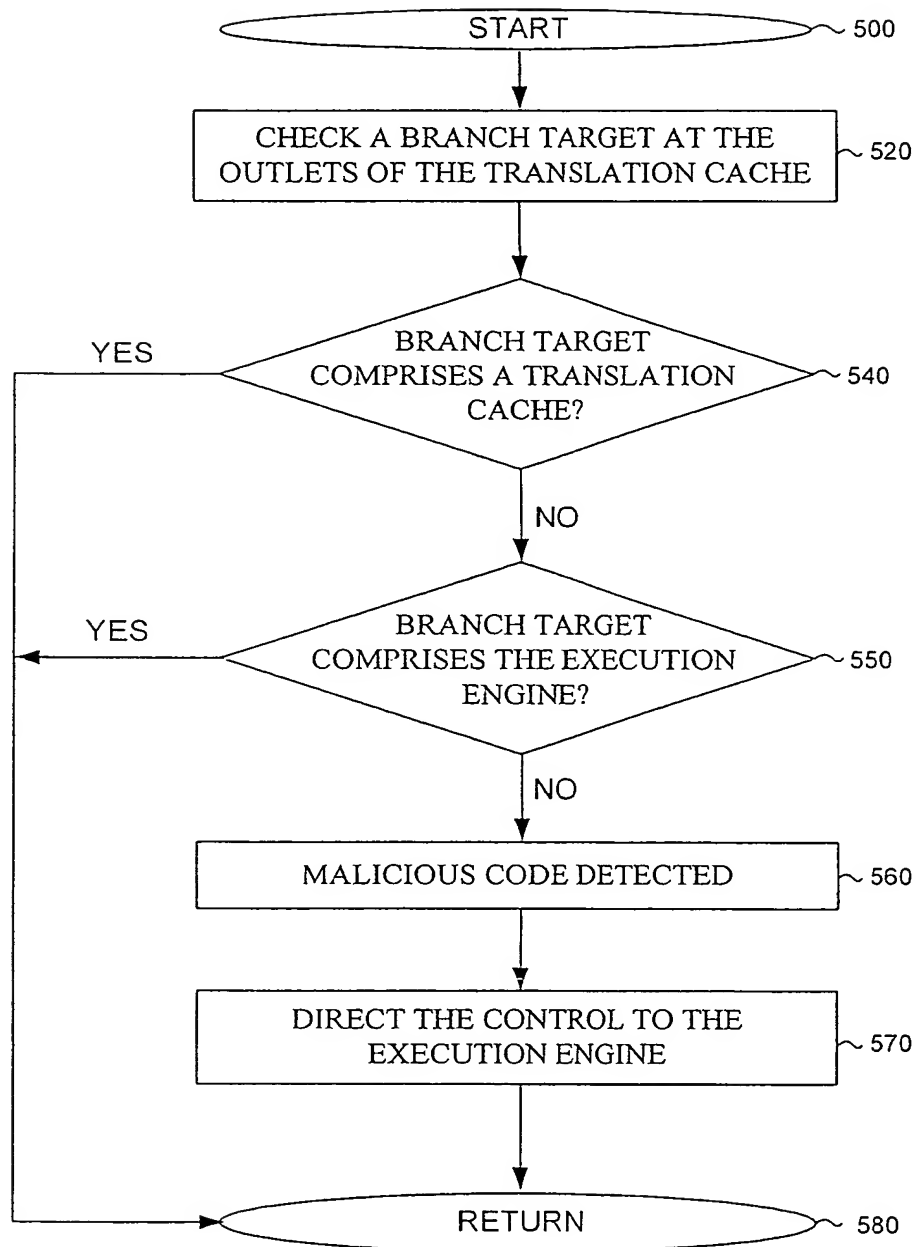 START
500
CHECK A BRANCH TARGET AT THE
OUTLETS OF THE TRANSLATION CACHE
520
YES
BRANCH TARGET
COMPRISES A TRANSLATION
CACHE?
540
NO
YES
BRANCH TARGET
COMPRISES THE EXECUTION
ENGINE?
550
NO
MALICIOUS CODE DETECTED
560
DIRECT THE CONTROL TO THE
EXECUTION ENGINE
570
RETURN
580